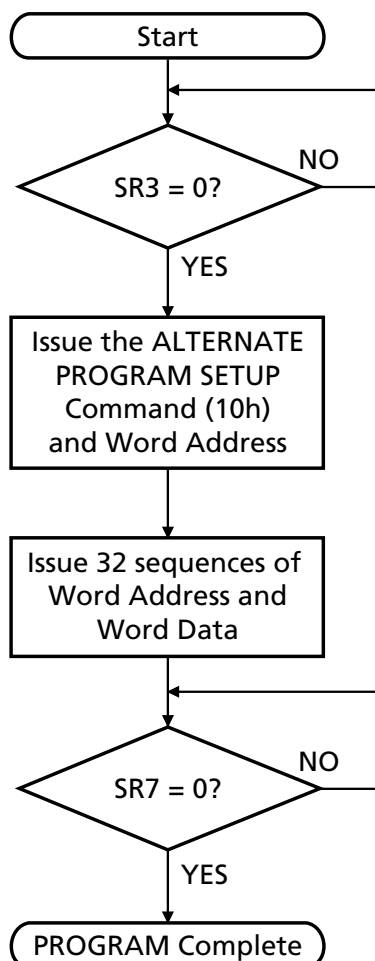 Start
SR3 = 0?
NO
YES
Issue the ALTERNATE
PROGRAM SETUP
Command (10h)
and Word Address
Issue 32 sequences of
Word Address and
Word Data
SR7 = 0?
NO
YES
PROGRAM Complete